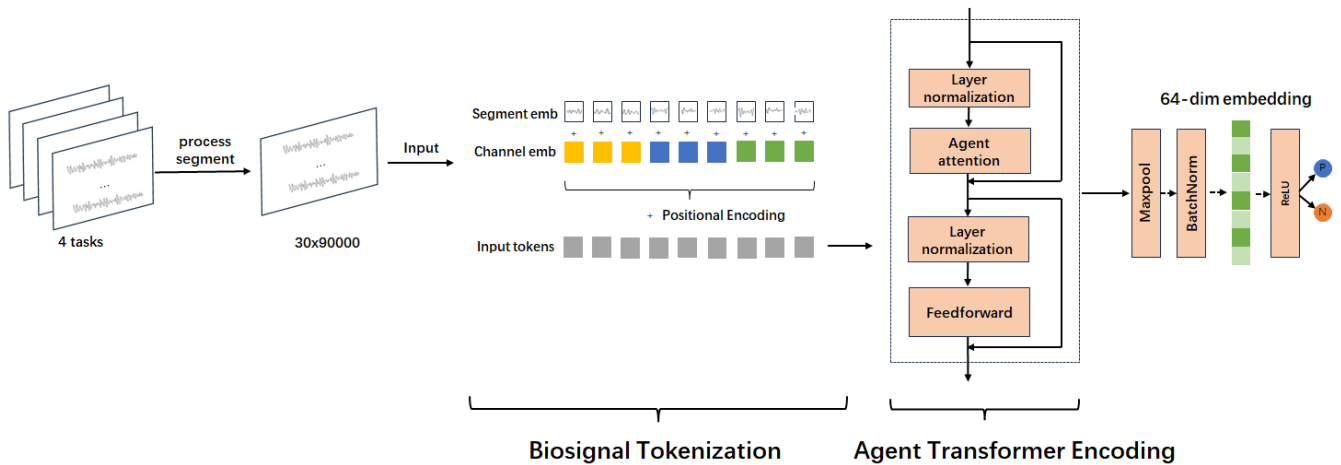 4 tasks
process
segment
...
...
30x90000
Input
Segment emb
+ + + + + + + + +
Channel emb
+ Positional Encoding
Input tokens
Biosignal Tokenization
Layer
normalization
Agent
attention
Layer
normalization
Feedforward
Agent Transformer Encoding
64-dim embedding
Maxpool
BatchNorm
ReLU
P
N